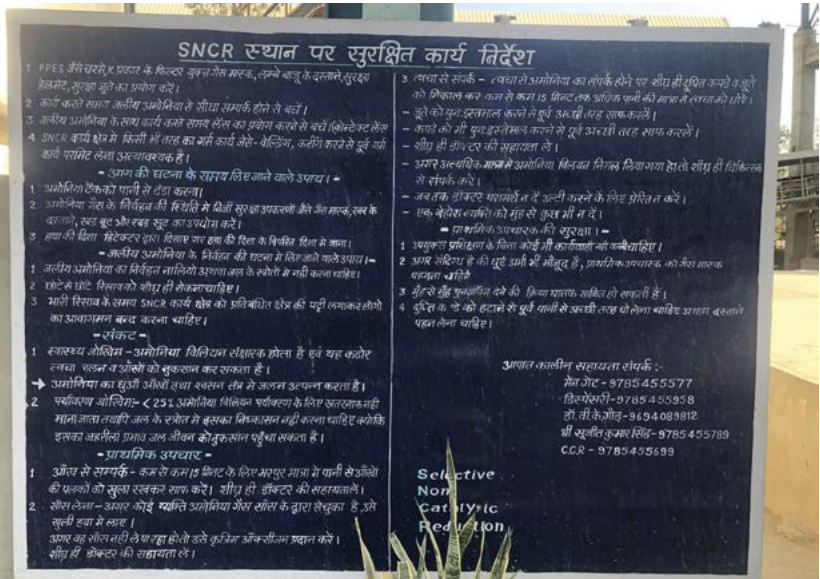 SNCR स्थान पर सुरक्षित कार्य निर्देश
1 PPES जैसे चश्मे, K प्रकार के फिल्टर युक्त गैस मास्क, लम्बे बाजू के दस्ताने, सुरक्षा
हेलमेट, सुरक्षा जूते का प्रयोग करें।
2 कार्य करते समय जलीय अमोनिया से सीधा सम्पर्क होने से बचें।
3 जलीय अमोनिया के साथ कार्य करते समय लेंस का प्रयोग करने से बचें। (कोन्टेक्ट लेंस
4 SNCR कार्य क्षेत्र मे किसी भी तरह का गर्म कार्य जैसे- वेल्डिंग, कटींग करने से पूर्व गर्म
कार्य परमिट लेना अत्यावश्यक है।
- आग की घटना के समय लिए जाने वाले उपाय। -
1 अमोनिया टैंक को पानी से ठंडा करना।
2 अमोनिया गैस के निर्वहन की स्थिति मे निजी सुरक्षा उपकरणों जैसे गैस मास्क, रबर के
दस्ताने, रबड बूट और रबड सूट का उपयोग करें।
3 हवा की दिशा डिटेक्टर द्वारा दिखाए गए हवा की दिशा के विपरित दिशा मे जाना।
- जलीय अमोनिया के निर्वहन की घटना मे लिए जाने वाले उपाय। -
1 जलीय अमोनिया का निर्वहन नालियो अथवा जल के स्त्रोतो मे नही करना चाहिए।
2 छोटे से छोटे रिसाव को शीघ्र ही रोकना चाहिए।
3 भारी रिसाव के समय SNCR कार्य क्षेत्र को प्रतिबंधित क्षेत्र की पट्टी लगाकर लोगो
का आवागमन बन्द करना चाहिए।
- संकट -
1 स्वास्थ्य जोखिम - अमोनिया विलियन संक्षारक होता है एवं यह कठोर
त्वचा जलन व आँखो को नुकसान कर सकता है।
→ अमोनिया का धुआँ आँखों तथा श्वसन तंत्र मे जलन उत्पन्न करता है।
2 पर्यावरण जोखिम:- < 25% अमोनिया विलियन पर्यावरण के लिए खतरनाक नही
माना जाता तथापि जल के स्त्रोत मे इसका निष्कासन नही करना चाहिए क्योकि
इसका जहरीला प्रभाव जल जीवन को नुकसान पहुँचा सकता है।
- प्राथमिक उपचार -
1 आँख से सम्पर्क - कम से कम 15 मिनट के लिए भरपुर मात्रा मे पानी से आँखो
की पलको को खुला रखकर साफ करें। शीघ्र ही डॉक्टर की सहायता लें।
2 साँस लेना - अगर कोई व्यक्ति अमोनिया गैस साँस के द्वारा ले चुका है, उसे
खुली हवा मे लाए।
अगर वह साँस नही ले पा रहा हो तो उसे कृत्रिम ऑक्सीजन प्रदान करें।
शीघ्र ही डॉक्टर की सहायता लें।
3 त्वचा से संपर्क - त्वचा से अमोनिया का संपर्क होने पर शीघ्र ही दुषित कपडे व जूते
को निकाल कर कम से कम 15 मिनट तक अधिक पानी की मात्रा से त्वचा को धोऐं।
- जूते को पुन:इस्तमाल करने से पूर्व अच्छी तरह साफ करलें।
- कपडे को भी पुन:इस्तेमाल करने से पूर्व अच्छी तरह साफ करलें।
- शीघ्र ही डॉक्टर की सहायता लें।
- अगर अत्यधिक मात्रा मे अमोनिया विलयन निगल लिया गया हो तो शीघ्र ही चिकित्सक
से संपर्क करें।
- जब तक डॉक्टर परामर्श न दें उल्टी करने के लिए प्रेरित न करें।
- एक बेहोश व्यक्ति को मुँह से कुछ भी न दें।
- प्राथमिक उपचारक की सुरक्षा। -
1 उपयुक्त प्रशिक्षण के बिना कोई भी कार्यवाही नही करनी चाहिए।
2 अगर संदिग्ध है की धुएँ अभी भी मौजूद है, प्राथमिक उपचारक को गैस मास्क
पहनना चाहिऐ
3 मुँह से मुँह पुनर्जीवन देने की क्रिया घातक साबित हो सकती है।
4 दुषित को हटाने से पूर्व पानी से अच्छी तरह धो लेना चाहिए अथवा दस्ताने
पहन लेना चाहिए।
आपात कालीन सहायता संपर्क :-
मेन गेट - 9785455577
डिस्पेंसरी - 9785455958
डॉ. वी. के. गौड़ - 9694089812
श्री सुजीत कुमार सिंह - 9785455789
C.C.R - 9785455699
Selective
Non
Catalytic
Reduction